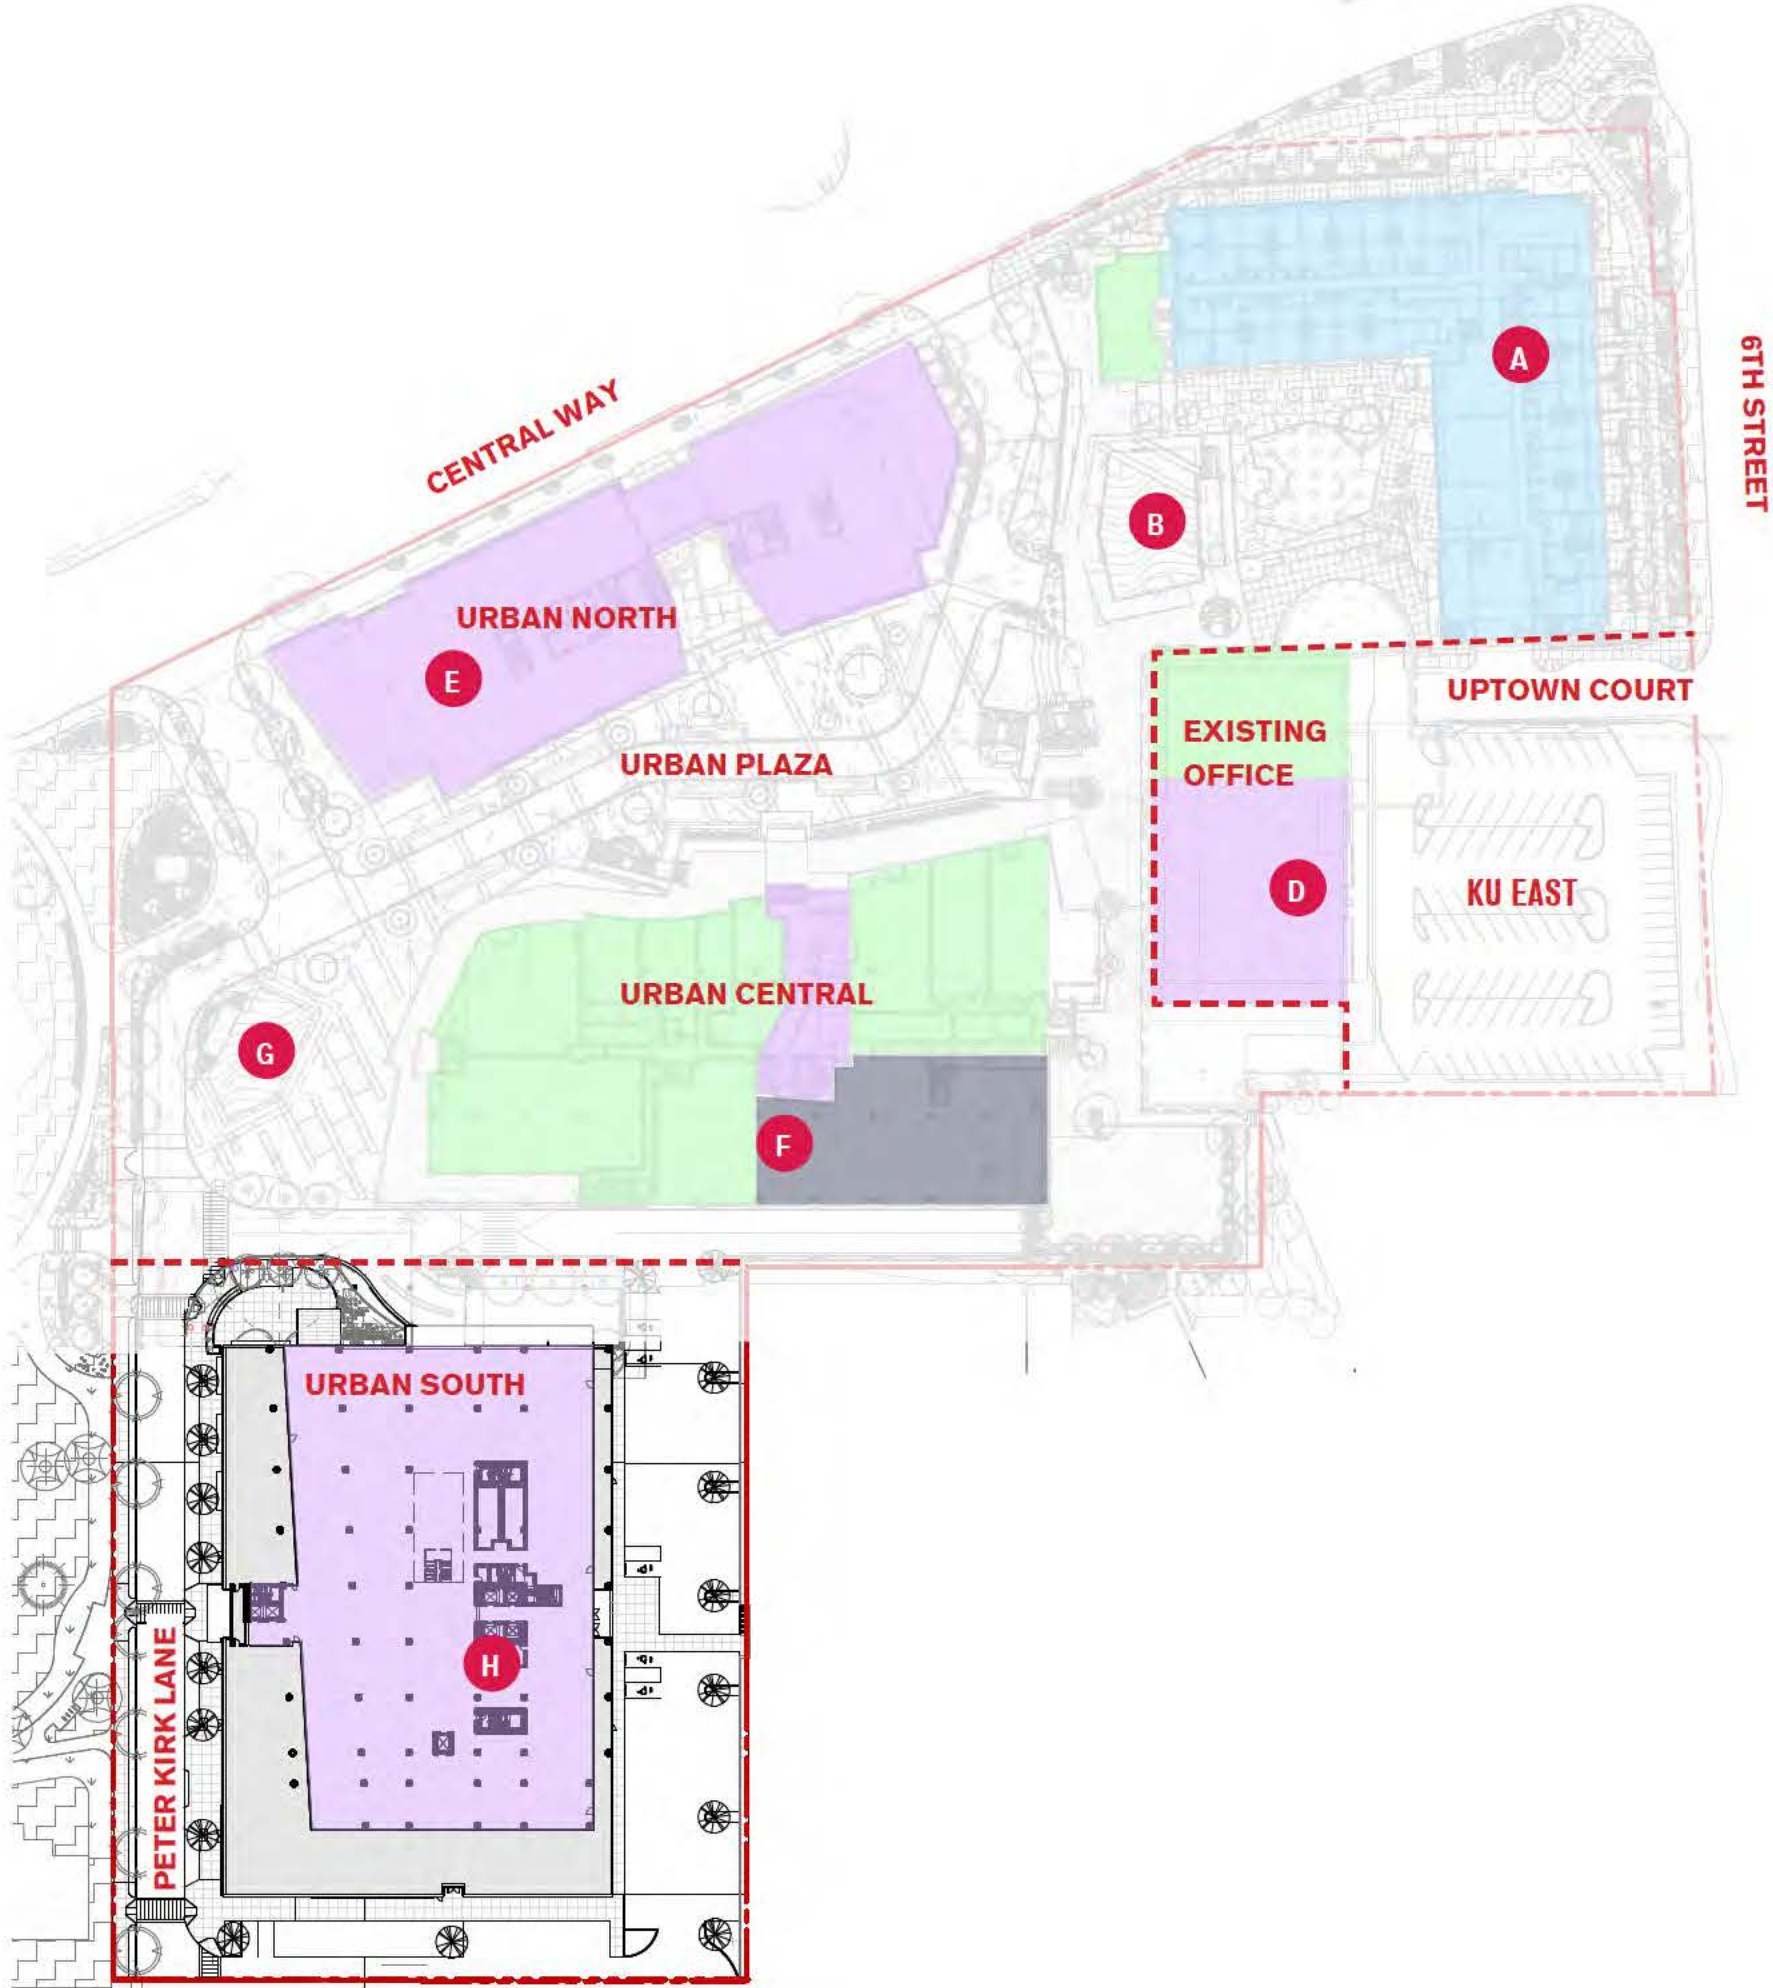 A
6TH STREET
CENTRAL WAY
B
URBAN NORTH
E
UPTOWN COURT
EXISTING
OFFICE
URBAN PLAZA
D
KU EAST
URBAN CENTRAL
G
F
URBAN SOUTH
H
PETER KIRK LANE